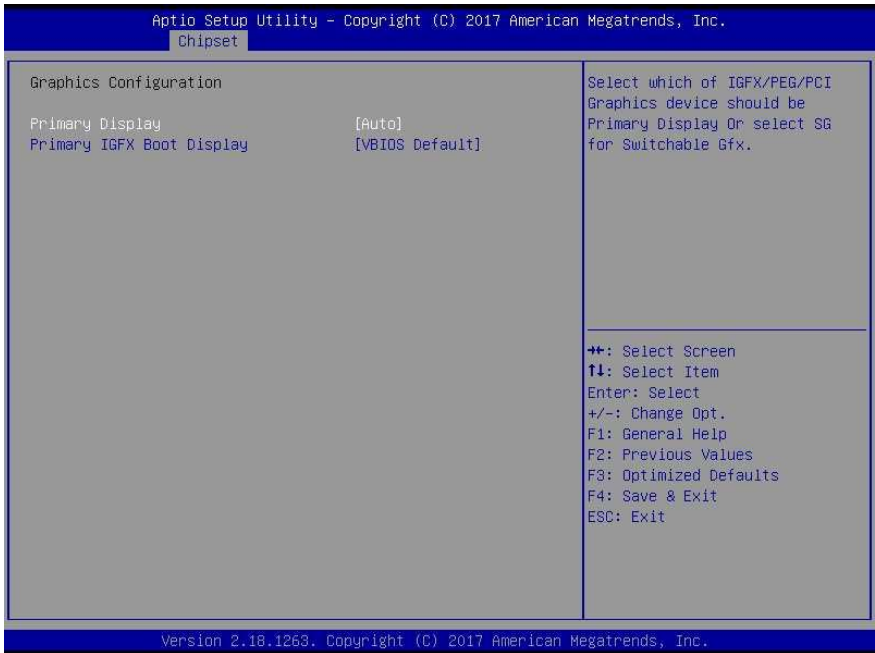 Aptio Setup Utility – Copyright (C) 2017 American Megatrends, Inc.
Chipset
Graphics Configuration
Primary Display [Auto]
Primary IGFX Boot Display [VBIOS Default]
Select which of IGFX/PEG/PCI
Graphics device should be
Primary Display Or select SG
for Switchable Gfx.
→←: Select Screen
↑↓: Select Item
Enter: Select
+/-: Change Opt.
F1: General Help
F2: Previous Values
F3: Optimized Defaults
F4: Save & Exit
ESC: Exit
Version 2.18.1263. Copyright (C) 2017 American Megatrends, Inc.